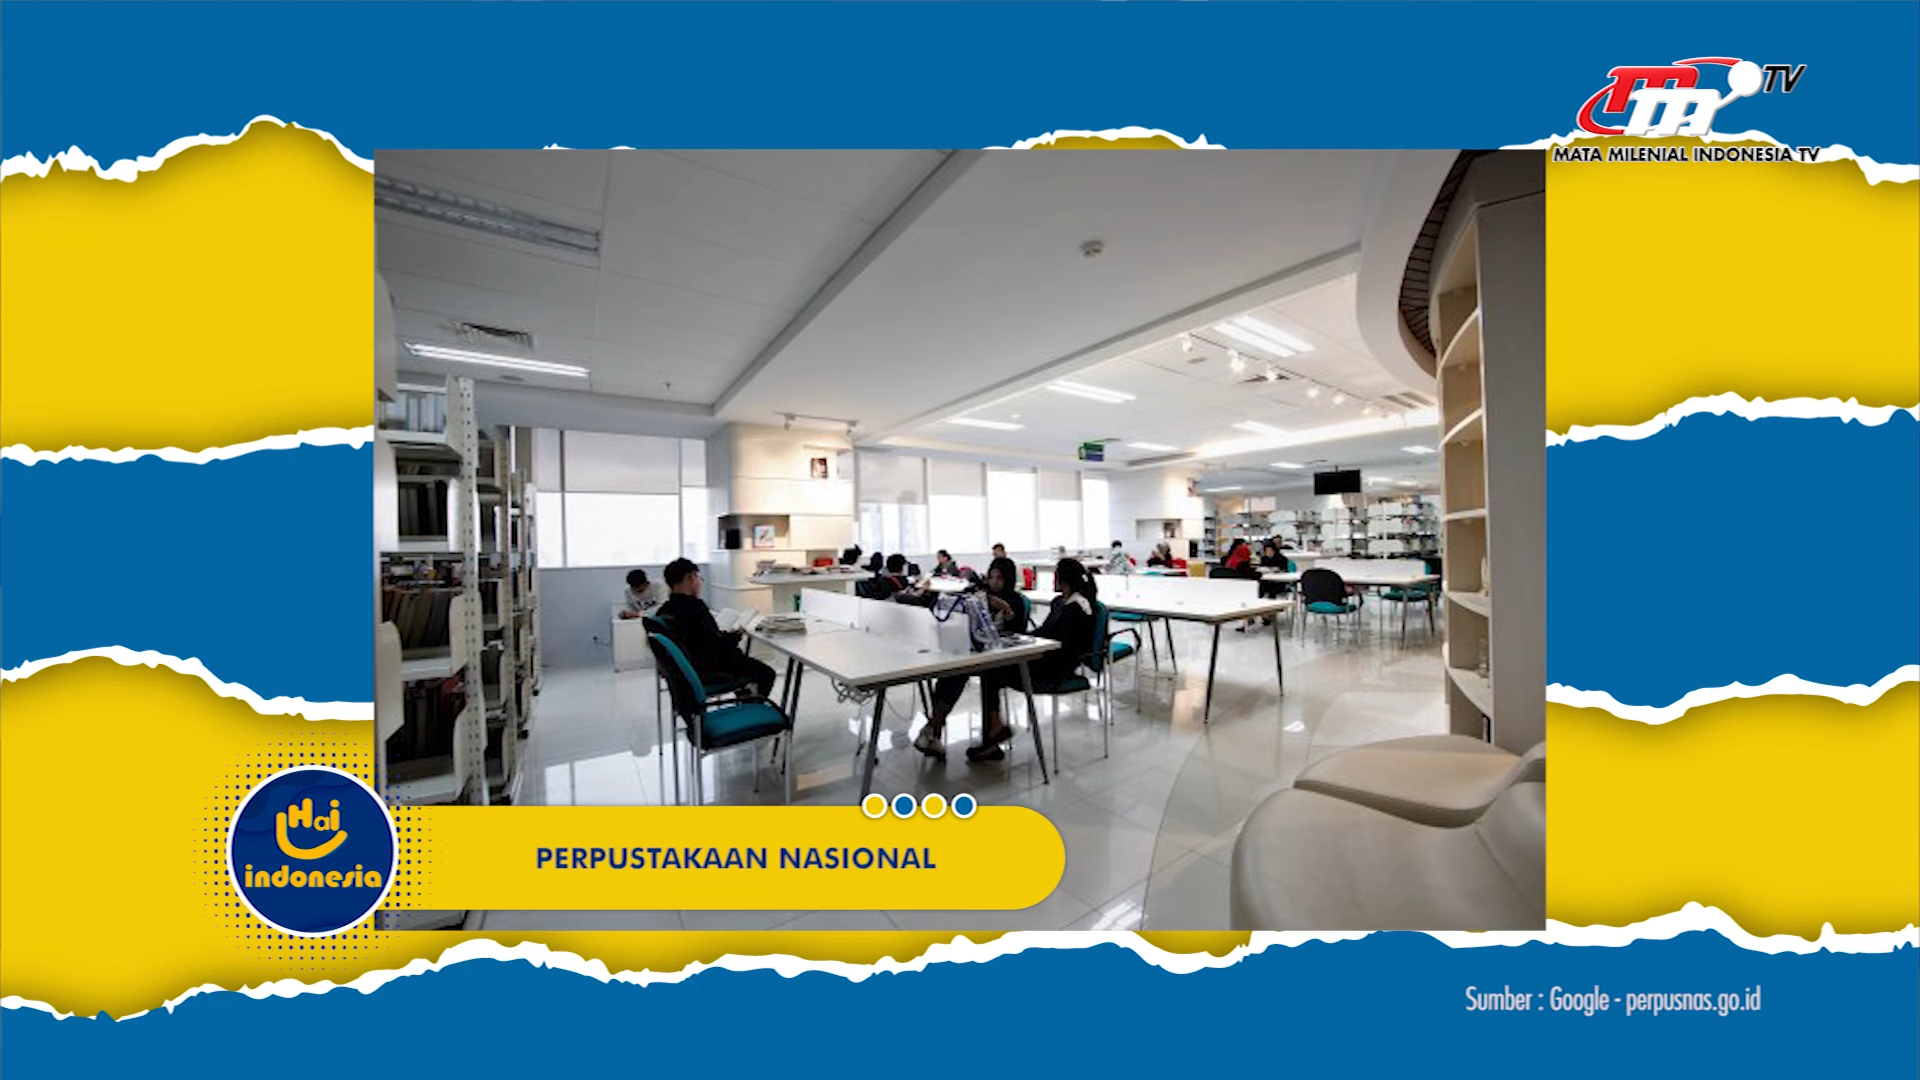 TV
MATA MILENIAL INDONESIA TV
Hai
indonesia
PERPUSTAKAAN NASIONAL
Sumber : Google - perpusnas.go.id